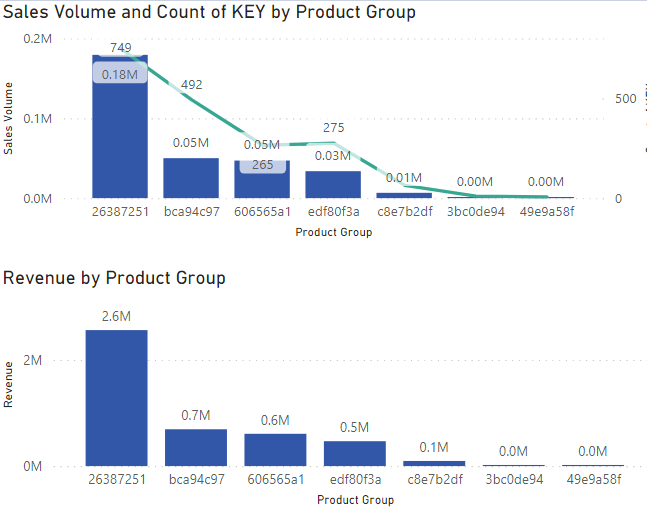 Sales Volume and Count of KEY by Product Group
0.2M
0.1M
0.0M
Sales Volume
749
0.18M
492
0.05M
0.05M
265
275
0.03M
0.01M
0.00M
0.00M
500
0
26387251 bca94c97 606565a1 edf80f3a c8e7b2df 3bc0de94 49e9a58f
Product Group
Revenue by Product Group
2M
0M
Revenue
2.6M
0.7M
0.6M
0.5M
0.1M
0.0M
0.0M
26387251 bca94c97 606565a1 edf80f3a c8e7b2df 3bc0de94 49e9a58f
Product Group